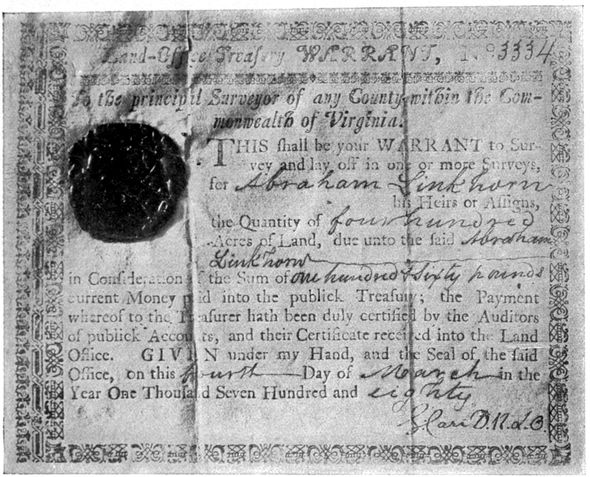 Land-Office Treasury WARRANT, No 3334
To the principal Surveyor of any County within the Com-
monwealth of Virginia.
THIS shall be your WARRANT to Sur-
vey and lay off in one or more Surveys,
for Abraham Linkhorn
his Heirs or Assigns,
the Quantity of four hundred
Acres of Land, due unto the said Abraham
Linkhorn
in Consideration of the Sum of one hundred & sixty pounds
current Money paid into the publick Treasury; the Payment
whereof to the Treasurer hath been duly certified by the Auditors
of publick Accounts, and their Certificate received into the Land
Office. GIVEN under my Hand, and the Seal of the said
Office, on this fourth Day of March in the
Year One Thousand Seven Hundred and eighty